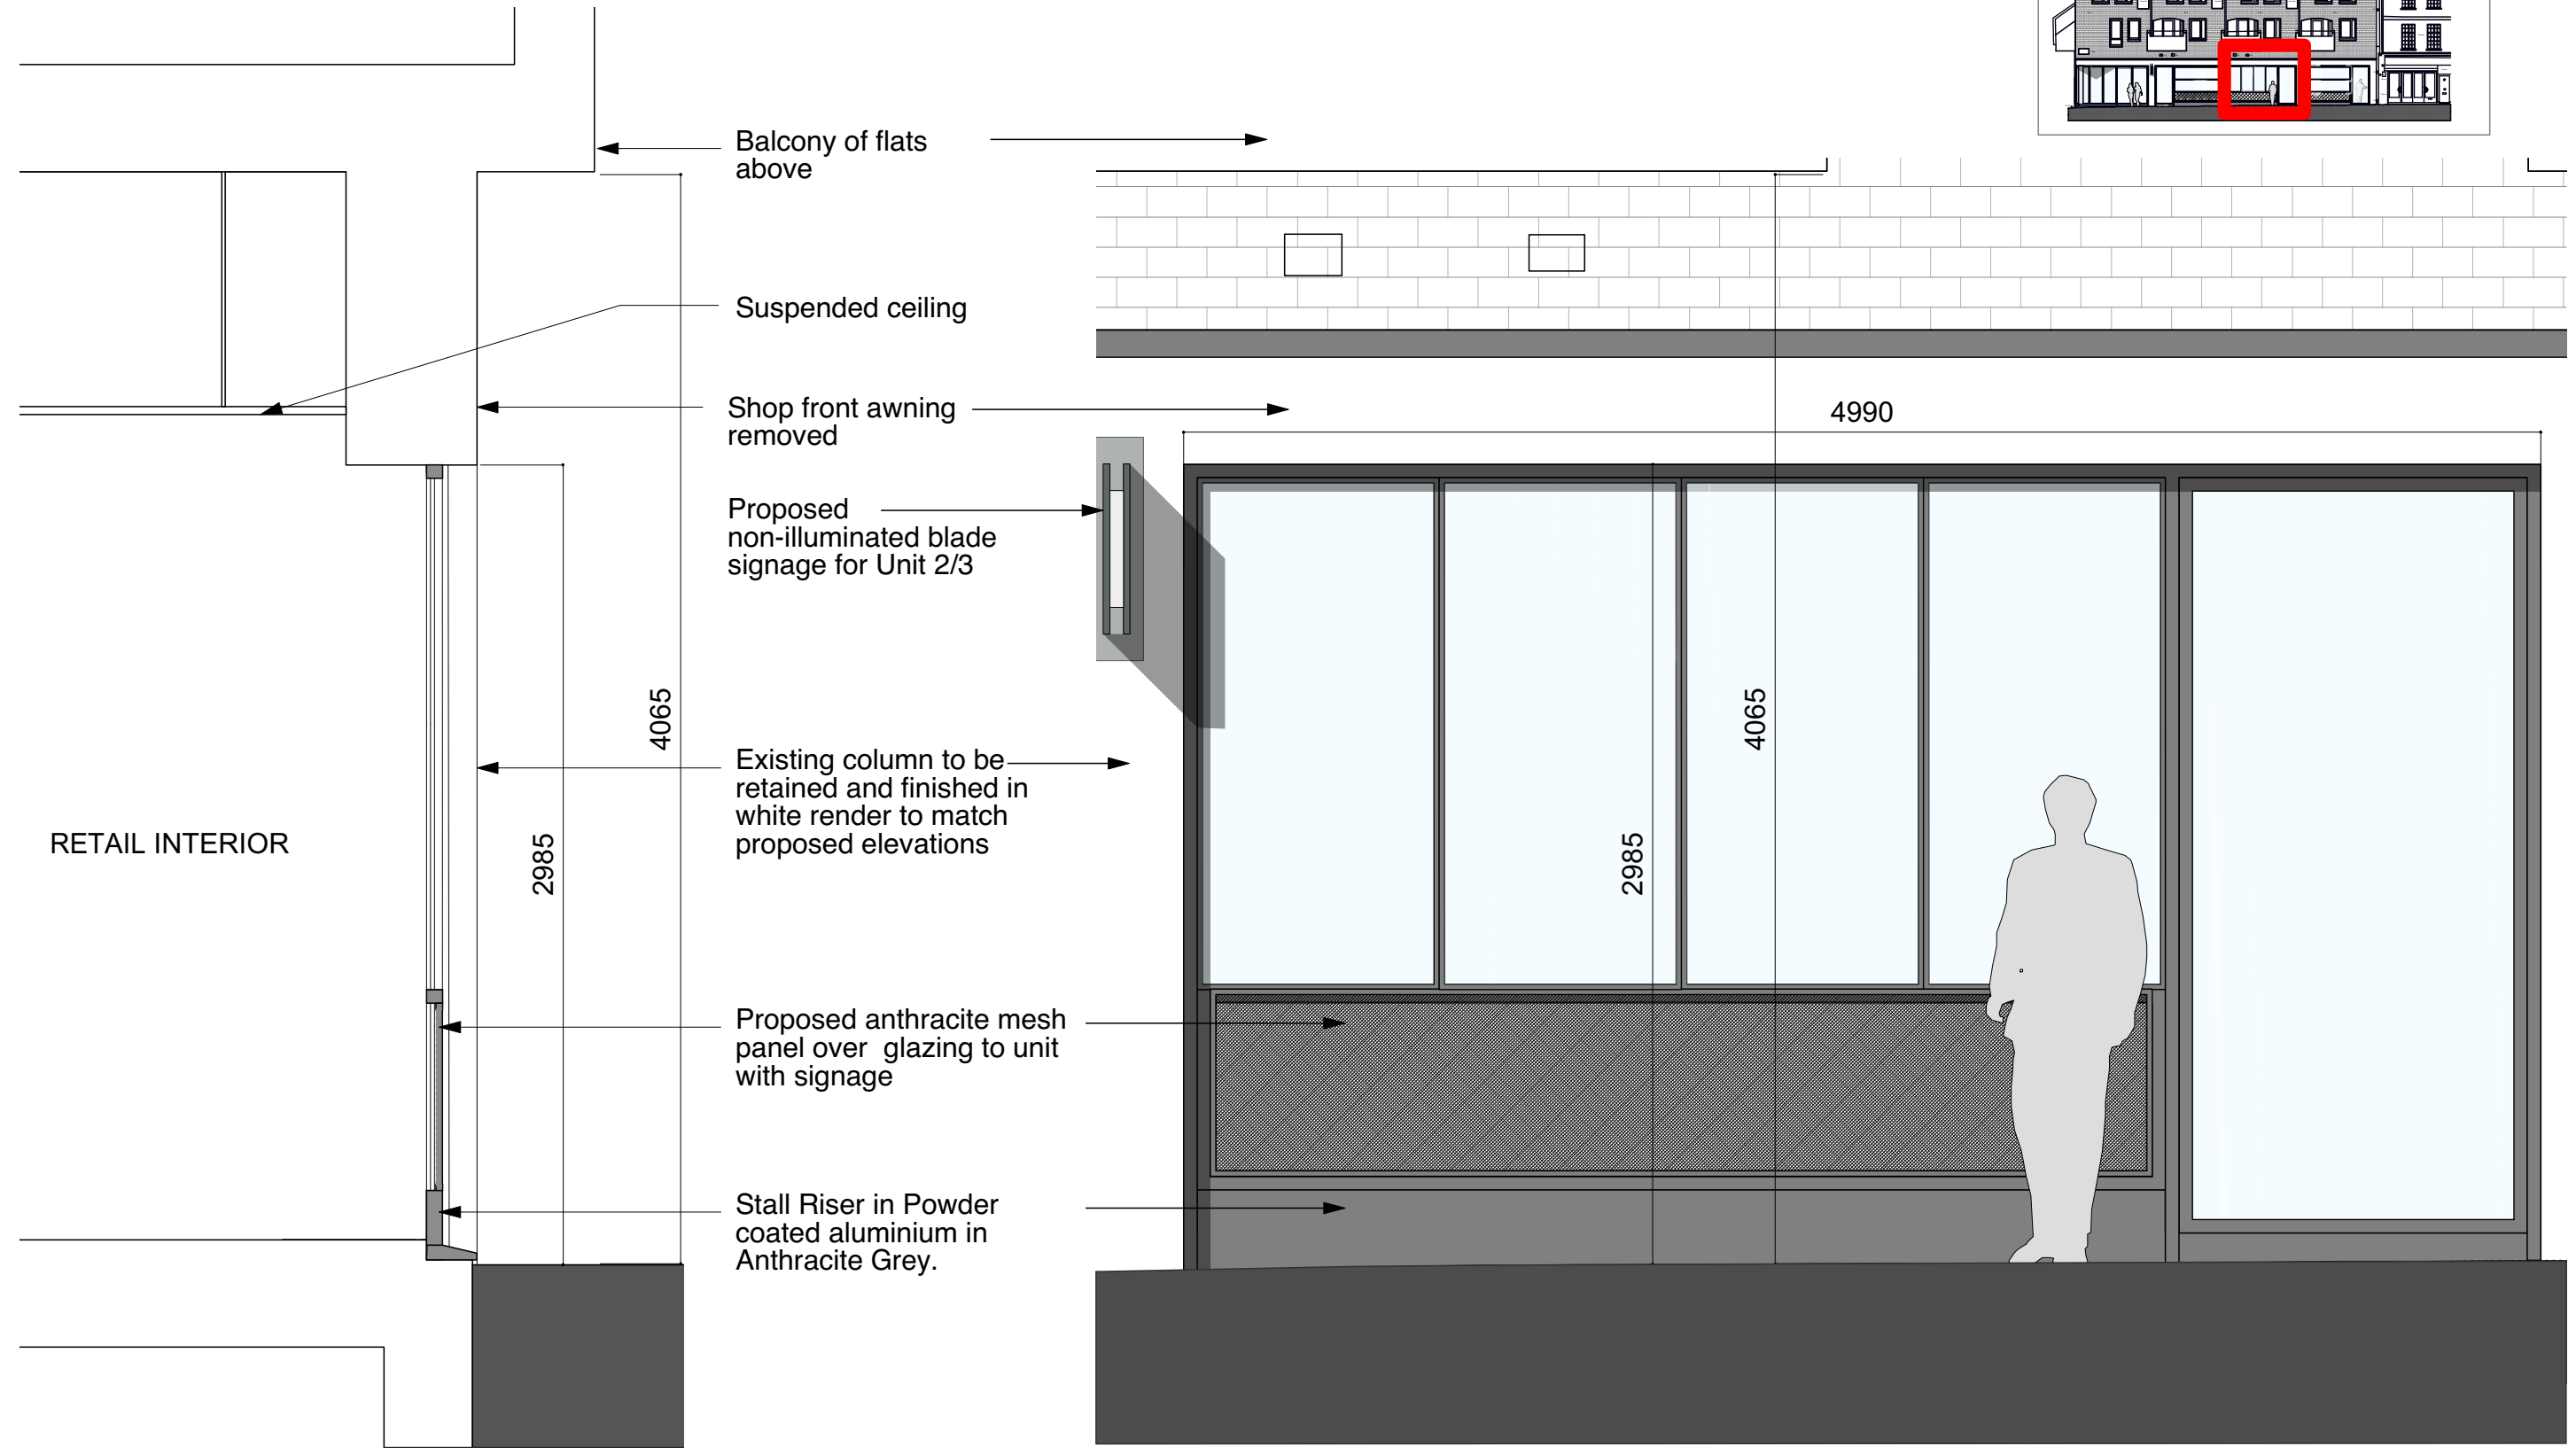 Balcony of flats
above
Suspended ceiling
Shop front awning
removed
4990
Proposed
non-illuminated blade
signage for Unit 2/3
4065
4065
Existing column to be
retained and finished in
white render to match
proposed elevations
RETAIL INTERIOR
2985
2985
Proposed anthracite mesh
panel over  glazing to unit
with signage
Stall Riser in Powder
coated aluminium in
Anthracite Grey.